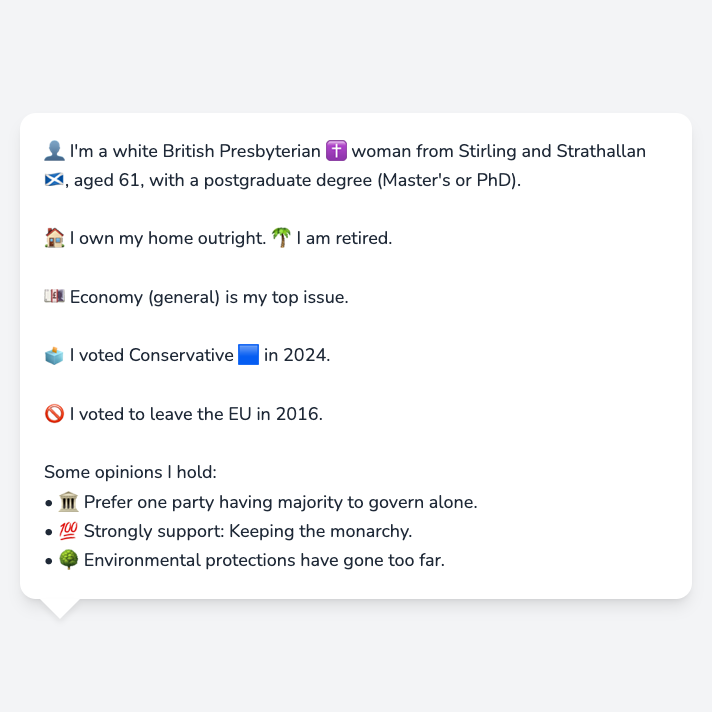 👤 I'm a white British Presbyterian ✝️ woman from Stirling and Strathallan
🏴󠁧󠁢󠁳󠁣󠁴󠁿, aged 61, with a postgraduate degree (Master's or PhD).
🏠 I own my home outright. 🌴 I am retired.
💷 Economy (general) is my top issue.
🗳️ I voted Conservative 🟦 in 2024.
🚫 I voted to leave the EU in 2016.
Some opinions I hold:
• 🏛️ Prefer one party having majority to govern alone.
• 💯 Strongly support: Keeping the monarchy.
• 🌳 Environmental protections have gone too far.